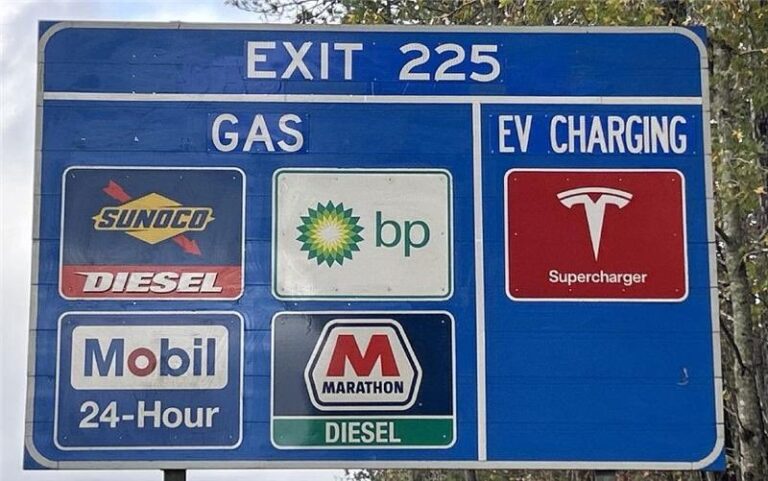 EXIT 225
GAS
EV CHARGING
SUNOCO
DIESEL
bp
Supercharger
Mobil
24-Hour
M
MARATHON
DIESEL